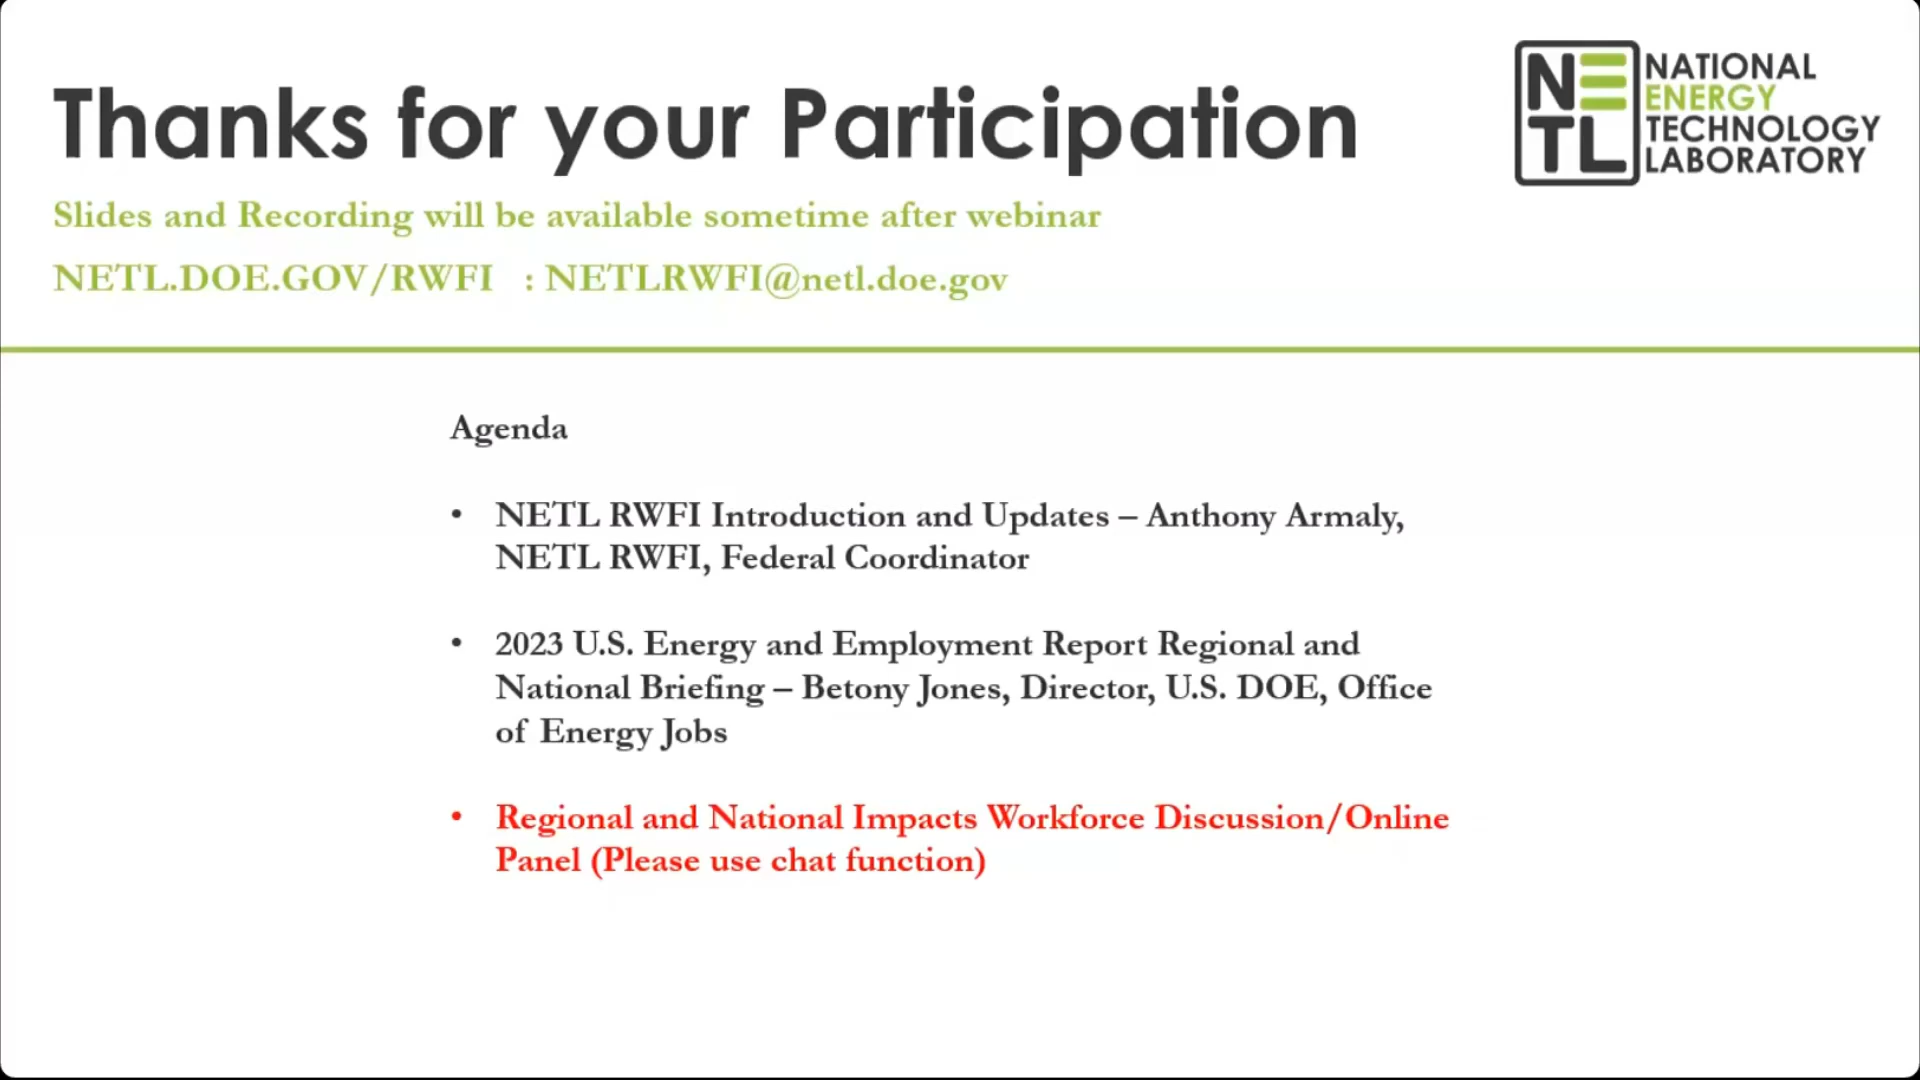 Thanks for your Participation
NETL
NATIONAL
ENERGY
TECHNOLOGY
LABORATORY
Slides and Recording will be available sometime after webinar
NETL.DOE.GOV/RWFI : NETLRWFI@netl.doe.gov
Agenda
• NETL RWFI Introduction and Updates – Anthony Armaly,
NETL RWFI, Federal Coordinator
• 2023 U.S. Energy and Employment Report Regional and
National Briefing – Betony Jones, Director, U.S. DOE, Office
of Energy Jobs
• Regional and National Impacts Workforce Discussion/Online
Panel (Please use chat function)